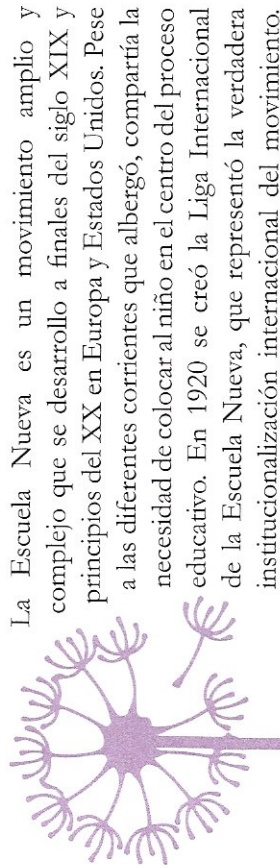 La Escuela Nueva es un movimiento amplio y
complejo que se desarrollo a finales del siglo XIX y
principios del XX en Europa y Estados Unidos. Pese
a las diferentes corrientes que albergó, compartía la
necesidad de colocar al niño en el centro del proceso
educativo. En 1920 se creó la Liga Internacional
de la Escuela Nueva, que representó la verdadera
institucionalización internacional del movimiento.